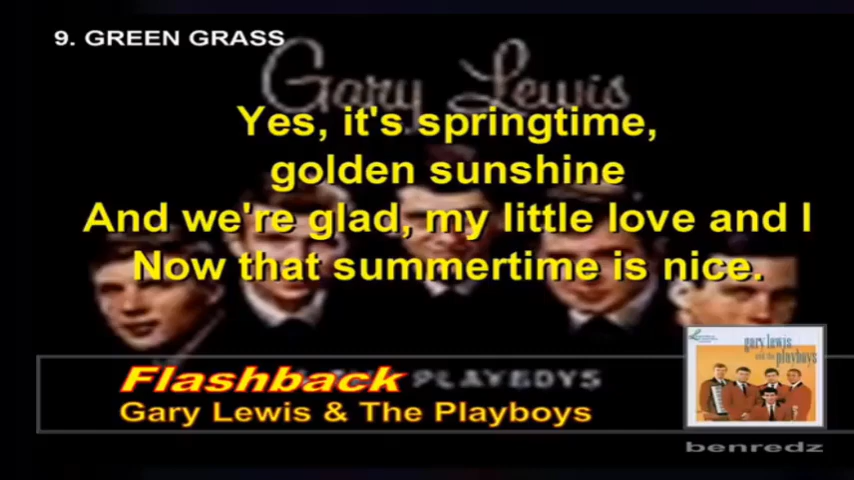 9. GREEN GRASS
Gary Lewis
Yes, it's springtime,
golden sunshine
And we're glad, my little love and I
Now that summertime is nice.
Flashback
PLAYBOYS
Gary Lewis & The Playboys
gary lewis
and the playboys
benredz